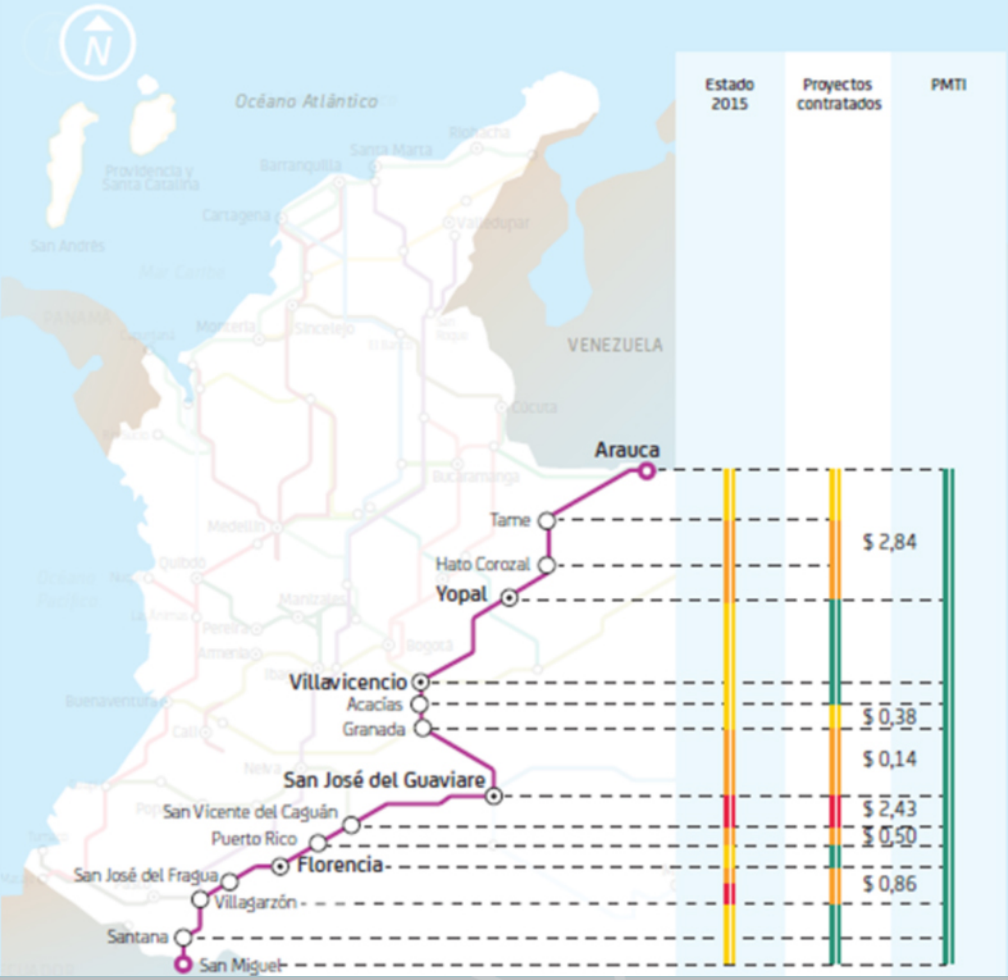 N
Estado
2015
Proyectos
contratados
PMTI
Océano Atlántico
Riohacha
Santa Marta
Barranquilla
Providencia y
Santa Catalina
Cartagena
Valledupar
San Andrés
Mar Caribe
PANAMÁ
Montería
Sincelejo
VENEZUELA
Cúcuta
Arauca
Bucaramanga
Tame
Medellín
$ 2,84
Hato Corozal
Quibdó
Océano
Pacífico
Yopal
Manizales
Pereira
Bogotá
Armenia
Villavicencio
Buenaventura
Acacías
$ 0,38
Granada
Cali
$ 0,14
Neiva
San José del Guaviare
$ 2,43
San Vicente del Caguán
Puerto Rico
$ 0,50
Florencia
San José del Fragua
$ 0,86
Villagarzón
Santana
San Miguel